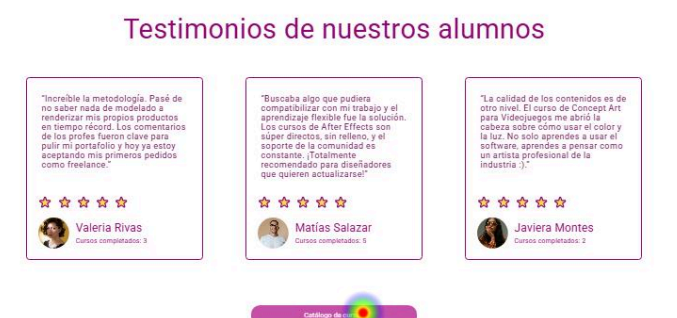 Testimonios de nuestros alumnos
"Increíble la metodología. Pasé de
no saber nada de modelado a
renderizar mis propios productos
en tiempo récord. Los comentarios
de los profes fueron clave para
pulir mi portafolio y hoy ya estoy
aceptando mis primeros pedidos
como freelance."
Valeria Rivas
Cursos completados: 3
"Buscaba algo que pudiera
compatibilizar con mi trabajo y el
aprendizaje flexible fue la solución.
Los cursos de After Effects son
súper directos, sin relleno, y el
soporte de la comunidad es
constante. ¡Totalmente
recomendado para diseñadores
que quieren actualizarse!"
Matías Salazar
Cursos completados: 5
"La calidad de los contenidos es de
otro nivel. El curso de Concept Art
para Videojuegos me abrió la
cabeza sobre cómo usar el color y
la luz. No solo aprendes a usar el
software, aprendes a pensar como
un artista profesional de la
industria :)."
Javiera Montes
Cursos completados: 2
Catálogo de